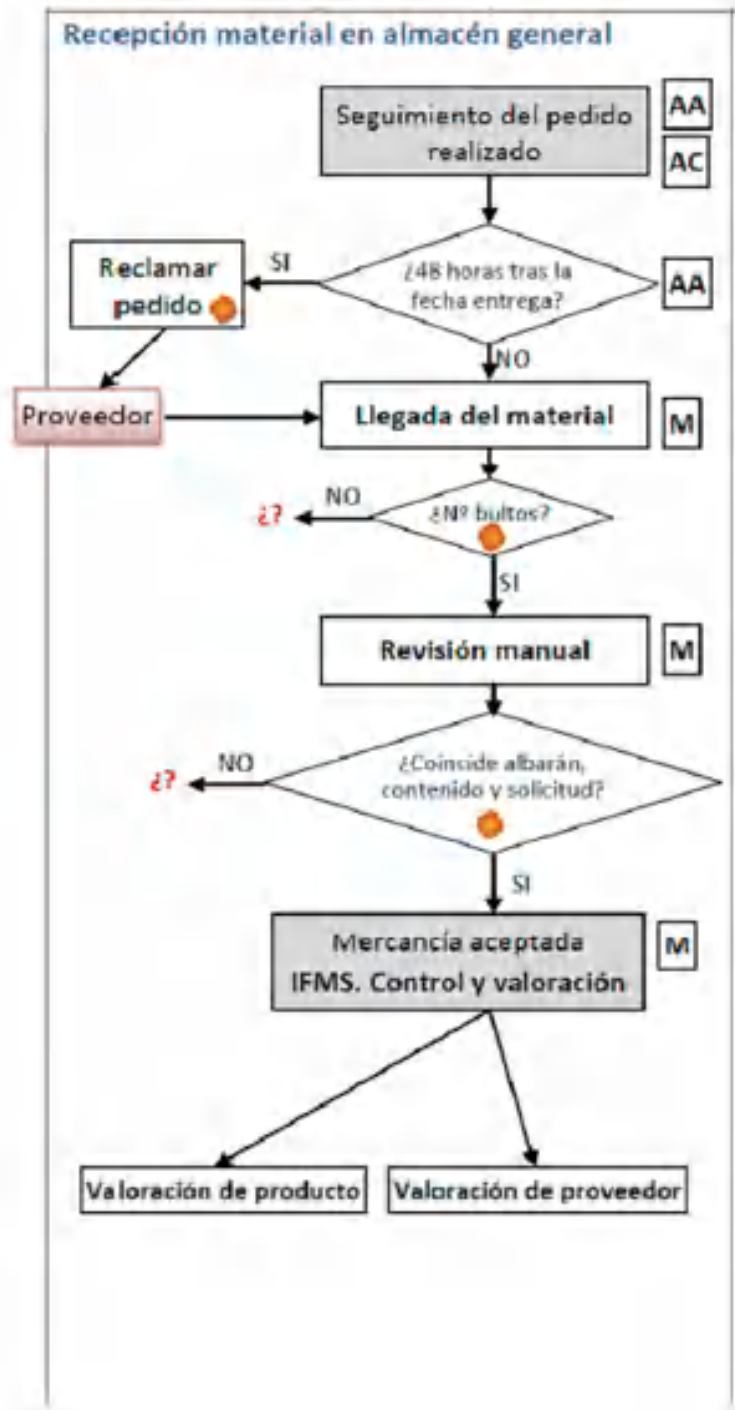 Recepción material en almacén general
Seguimiento del pedido
realizado
AA
AC
¿48 horas tras la
fecha entrega?
AA
SI
Reclamar
pedido
NO
Proveedor
Llegada del material
M
¿Nº bultos?
NO
¿?
SI
Revisión manual
M
¿Coinside albarán,
contenido y solicitud?
NO
¿?
SI
Mercancía aceptada
IFMS. Control y valoración
M
Valoración de producto
Valoración de proveedor